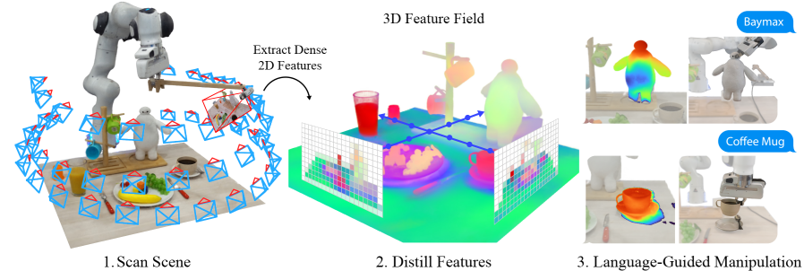 Extract Dense
2D Features
3D Feature Field
Baymax
Coffee Mug
1. Scan Scene
2. Distill Features
3. Language-Guided Manipulation